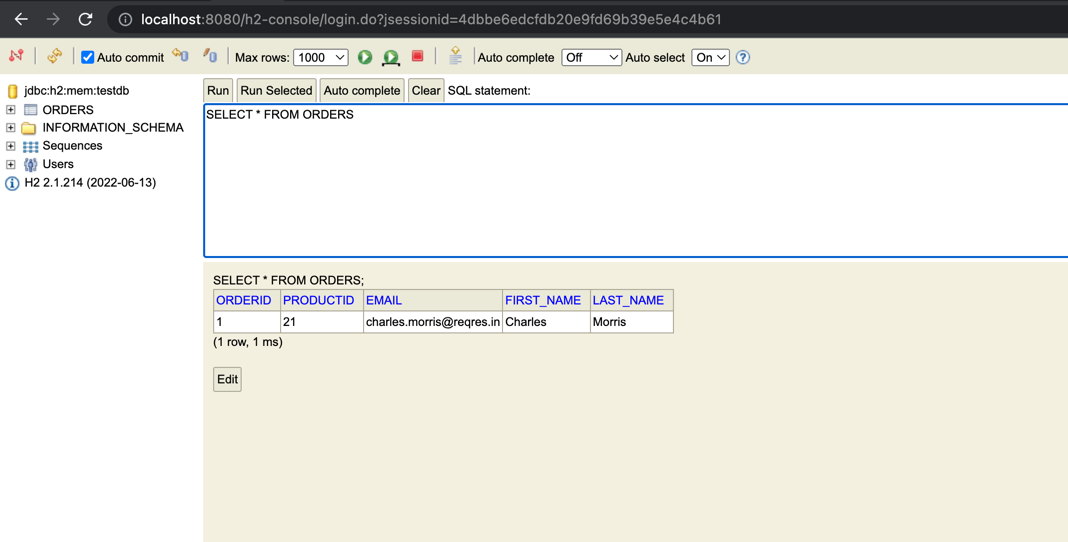 localhost:8080/h2-console/login.do?jsessionid=4dbbe6edcfdb20e9fd69b39e5e4c4b61
Auto commit Max rows: 1000 Auto complete Off Auto select On ?
jdbc:h2:mem:testdb
ORDERS
INFORMATION_SCHEMA
Sequences
Users
H2 2.1.214 (2022-06-13)
Run Run Selected Auto complete Clear SQL statement:
SELECT * FROM ORDERS
SELECT * FROM ORDERS;
ORDERID PRODUCTID EMAIL FIRST_NAME LAST_NAME
1 21 charles.morris@reqres.in Charles Morris
(1 row, 1 ms)
Edit